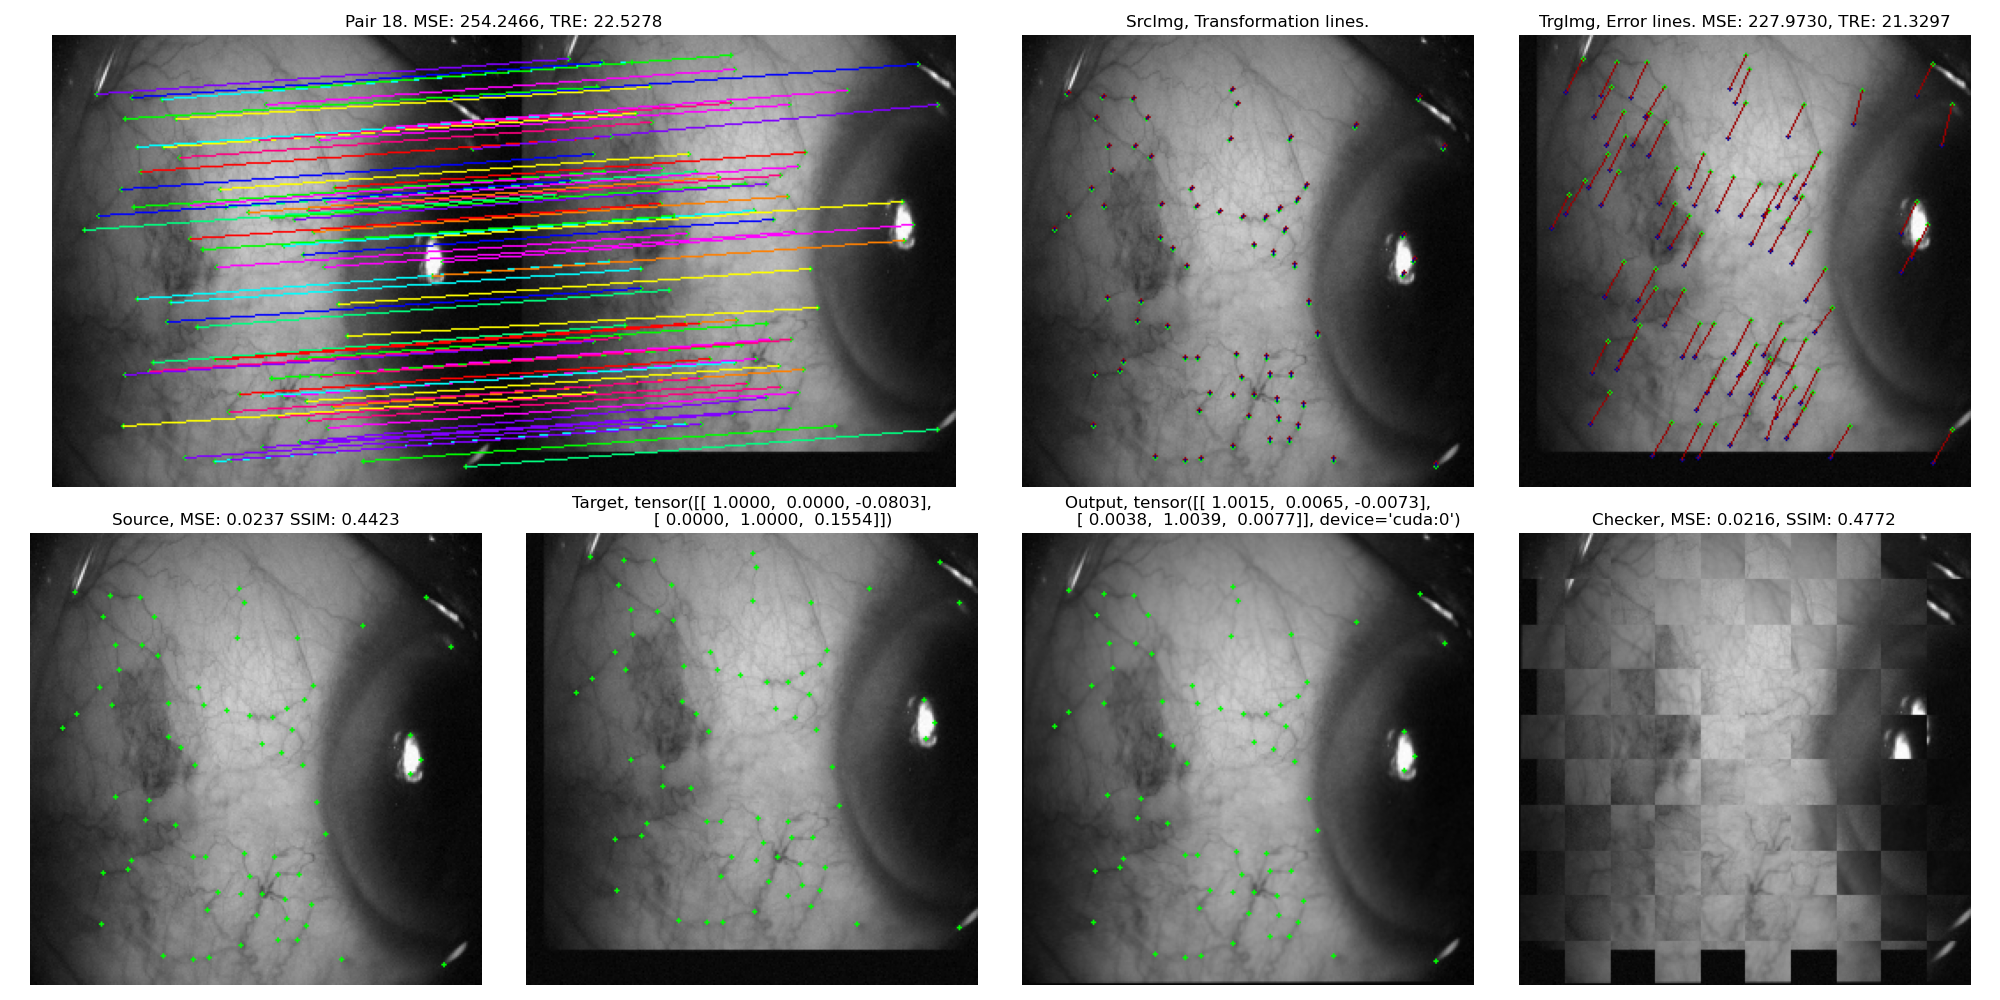 Pair 18. MSE: 254.2466, TRE: 22.5278
SrcImg, Transformation lines.
TrgImg, Error lines. MSE: 227.9730, TRE: 21.3297
Source, MSE: 0.0237 SSIM: 0.4423
Target, tensor([[ 1.0000, 0.0000, -0.0803],
[ 0.0000, 1.0000, 0.1554]])
Output, tensor([[ 1.0015, 0.0065, -0.0073],
[ 0.0038, 1.0039, 0.0077]], device='cuda:0')
Checker, MSE: 0.0216, SSIM: 0.4772